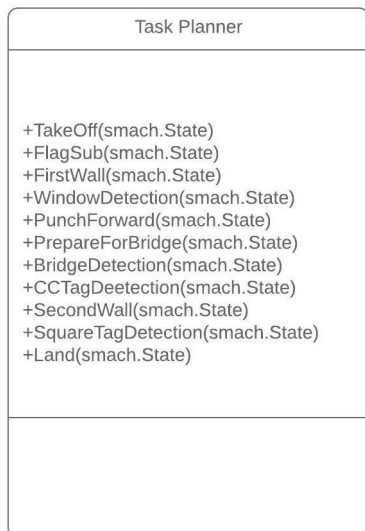 Task Planner
+TakeOff(smach.State)
+FlagSub(smach.State)
+FirstWall(smach.State)
+WindowDetection(smach.State)
+PunchForward(smach.State)
+PrepareForBridge(smach.State)
+BridgeDetection(smach.State)
+CCTagDeetection(smach.State)
+SecondWall(smach.State)
+SquareTagDetection(smach.State)
+Land(smach.State)